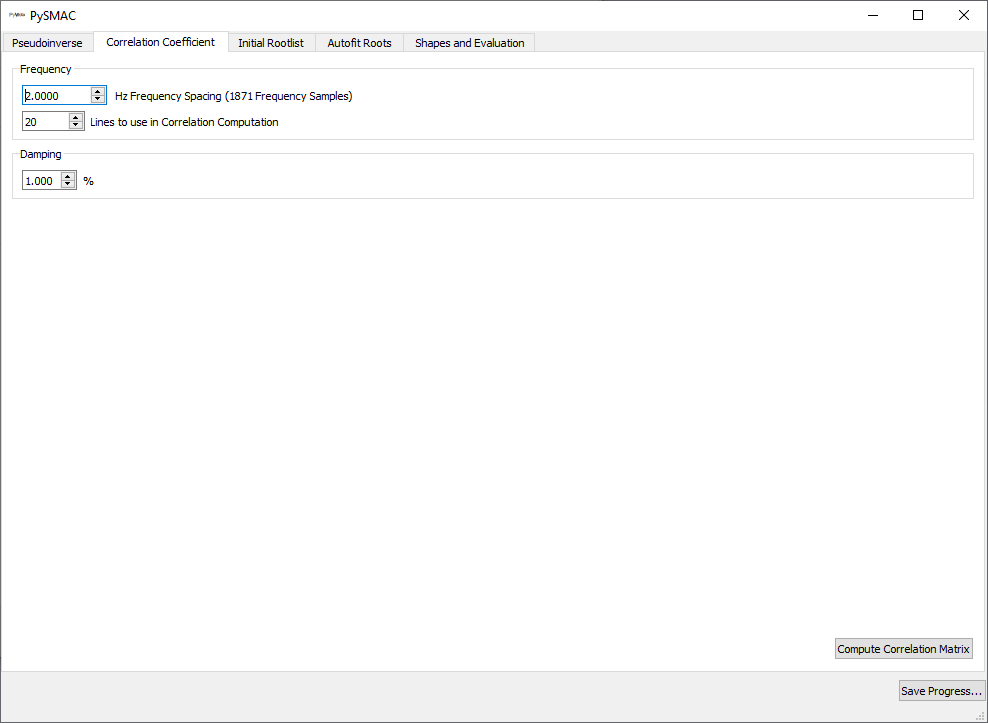 PySMAC
Pseudoinverse Correlation Coefficient Initial Rootlist Autofit Roots Shapes and Evaluation
Frequency
2.0000 Hz Frequency Spacing (1871 Frequency Samples)
20 Lines to use in Correlation Computation
Damping
1.000 %
Compute Correlation Matrix
Save Progress...